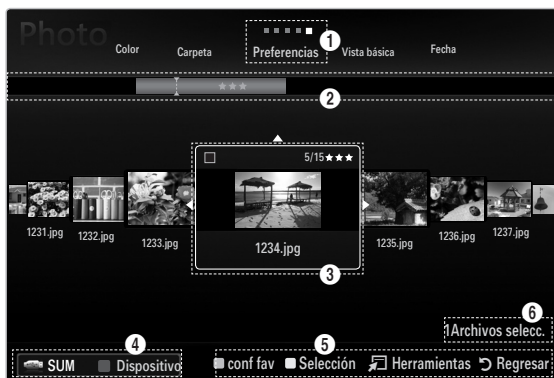 Photo
Color
Carpeta
Preferencias
Vista básica
Fecha
1
★★★
2
5/15★★★
1231.jpg
1232.jpg
1233.jpg
1234.jpg
1235.jpg
1236.jpg
1237.jpg
3
6
1Archivos selecc.
4
5
SUM
Dispositivo
conf fav
Selección
Herramientas
Regresar